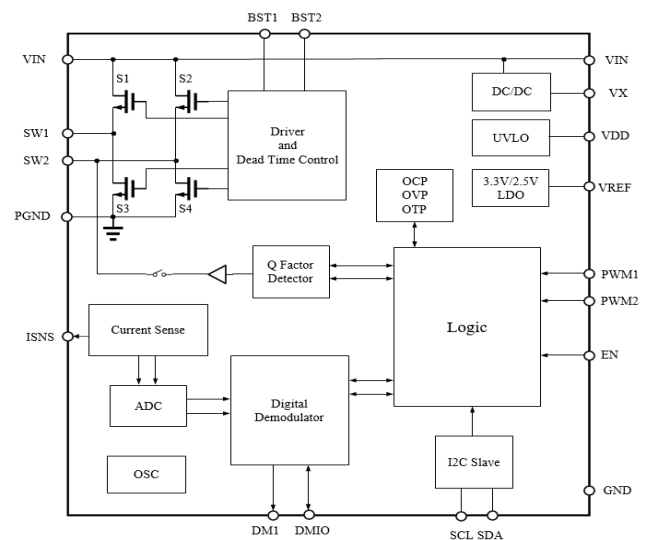 BST1 BST2
VIN
VIN
S1
S2
DC/DC
VX
Driver
and
Dead Time Control
SW1
UVLO
VDD
SW2
OCP
OVP
OTP
3.3V/2.5V
LDO
VREF
S3
S4
PGND
Q Factor
Detector
PWM1
PWM2
Logic
Current Sense
ISNS
EN
ADC
Digital
Demodulator
I2C Slave
OSC
GND
DM1 DMIO
SCL SDA